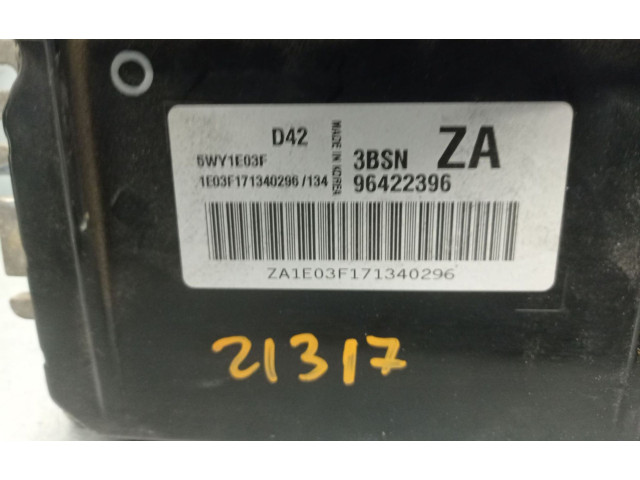 D42
5WY1E03F
1E03F171340296 /134
MADE IN KOREA
3BSN ZA
96422396
ZA1E03F171340296
21317